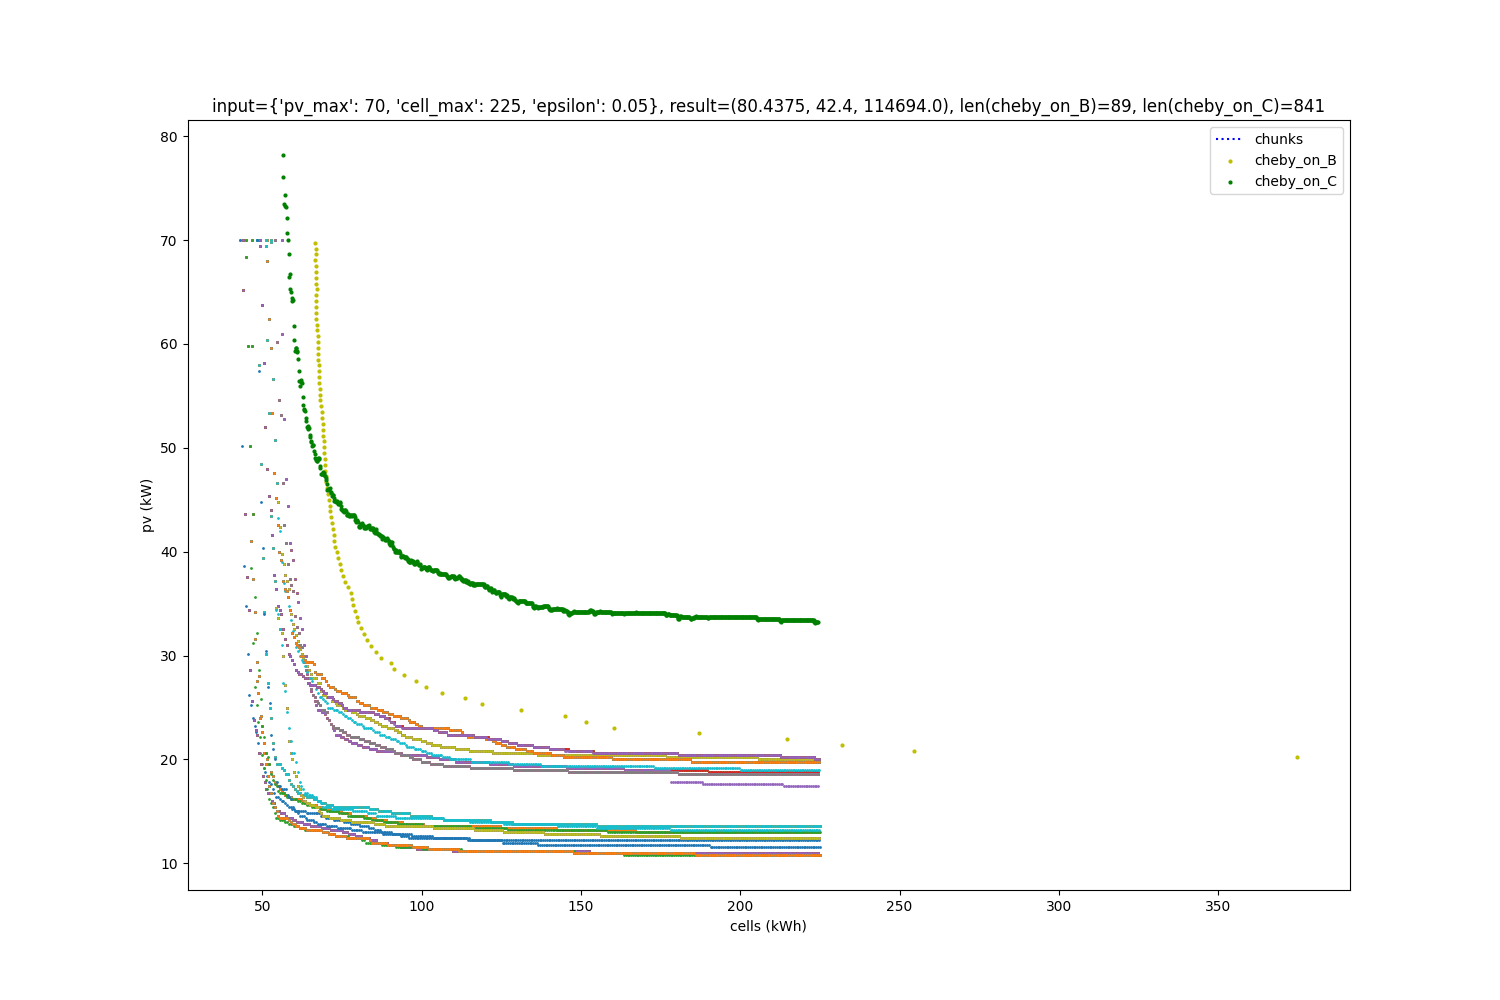 input={'pv_max': 70, 'cell_max': 225, 'epsilon': 0.05}, result=(80.4375, 42.4, 114694.0), len(cheby_on_B)=89, len(cheby_on_C)=841
chunks
cheby_on_B
cheby_on_C
80
70
60
50
40
30
20
10
pv (kW)
50 100 150 200 250 300 350
cells (kWh)